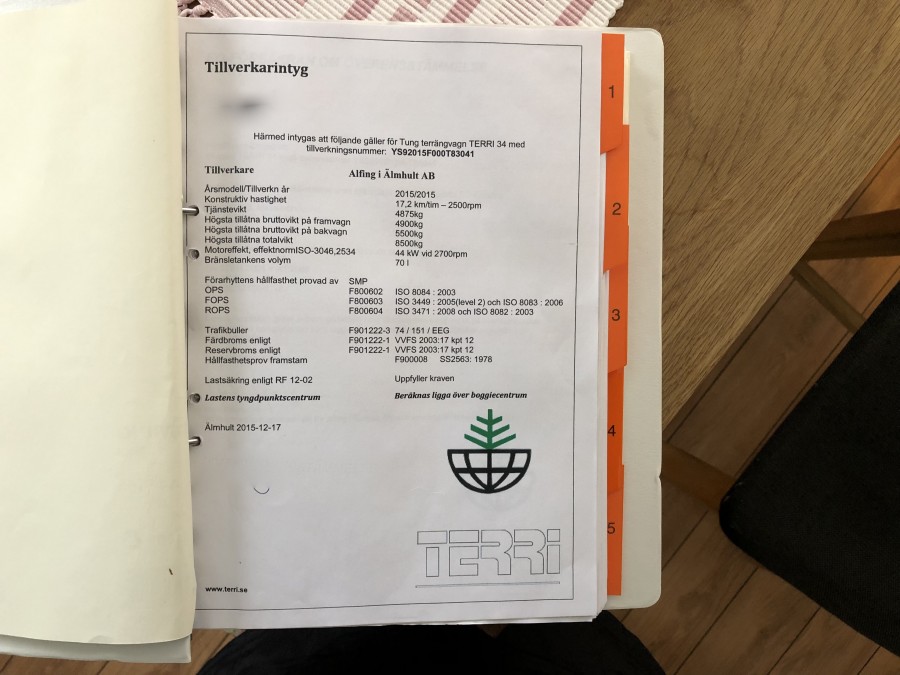 Tillverkarintyg
Härmed intygas att följande gäller för Tung terrängvagn TERRI 34 med
tillverkningsnummer: YS92015F000T83041
Tillverkare Alfing i Älmhult AB
Årsmodell/Tillverkn år 2015/2015
Konstruktiv hastighet 17,2 km/tim – 2500rpm
Tjänstevikt 4875kg
Högsta tillåtna bruttovikt på framvagn 4900kg
Högsta tillåtna bruttovikt på bakvagn 5500kg
Högsta tillåtna totalvikt 8500kg
Motoreffekt, effektnormISO-3046,2534 44 kW vid 2700rpm
Bränsletankens volym 70 l
Förarhyttens hållfasthet provad av SMP
OPS F800602 ISO 8084 : 2003
FOPS F800603 ISO 3449 : 2005(level 2) och ISO 8083 : 2006
ROPS F800604 ISO 3471 : 2008 och ISO 8082 : 2003
Trafikbuller F901222-3 74 / 151 / EEG
Färdbroms enligt F901222-1 VVFS 2003:17 kpt 12
Reservbroms enligt F901222-1 VVFS 2003:17 kpt 12
Hållfasthetsprov framstam F900008 SS2563: 1978
Lastsäkring enligt RF 12-02 Uppfyller kraven
Lastens tyngdpunktscentrum Beräknas ligga över boggiecentrum
Älmhult 2015-12-17
TERRI
www.terri.se
1
2
3
4
5